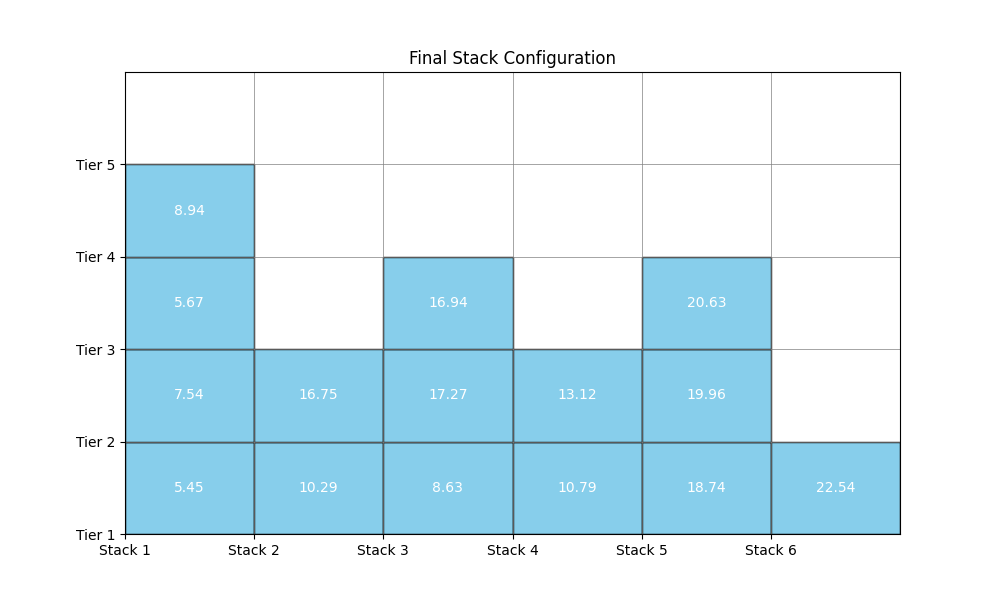 Final Stack Configuration
Tier 5
8.94
Tier 4
5.67 16.94 20.63
Tier 3
7.54 16.75 17.27 13.12 19.96
Tier 2
5.45 10.29 8.63 10.79 18.74 22.54
Tier 1
Stack 1 Stack 2 Stack 3 Stack 4 Stack 5 Stack 6